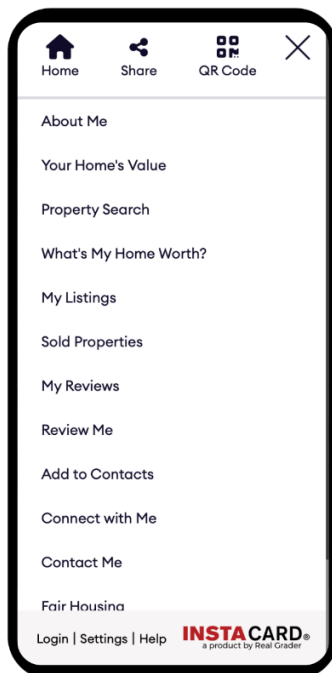 Home Share QR Code
About Me
Your Home's Value
Property Search
What's My Home Worth?
My Listings
Sold Properties
My Reviews
Review Me
Add to Contacts
Connect with Me
Contact Me
Fair Housing
Login | Settings | Help INSTACARD®
a product by Real Grader